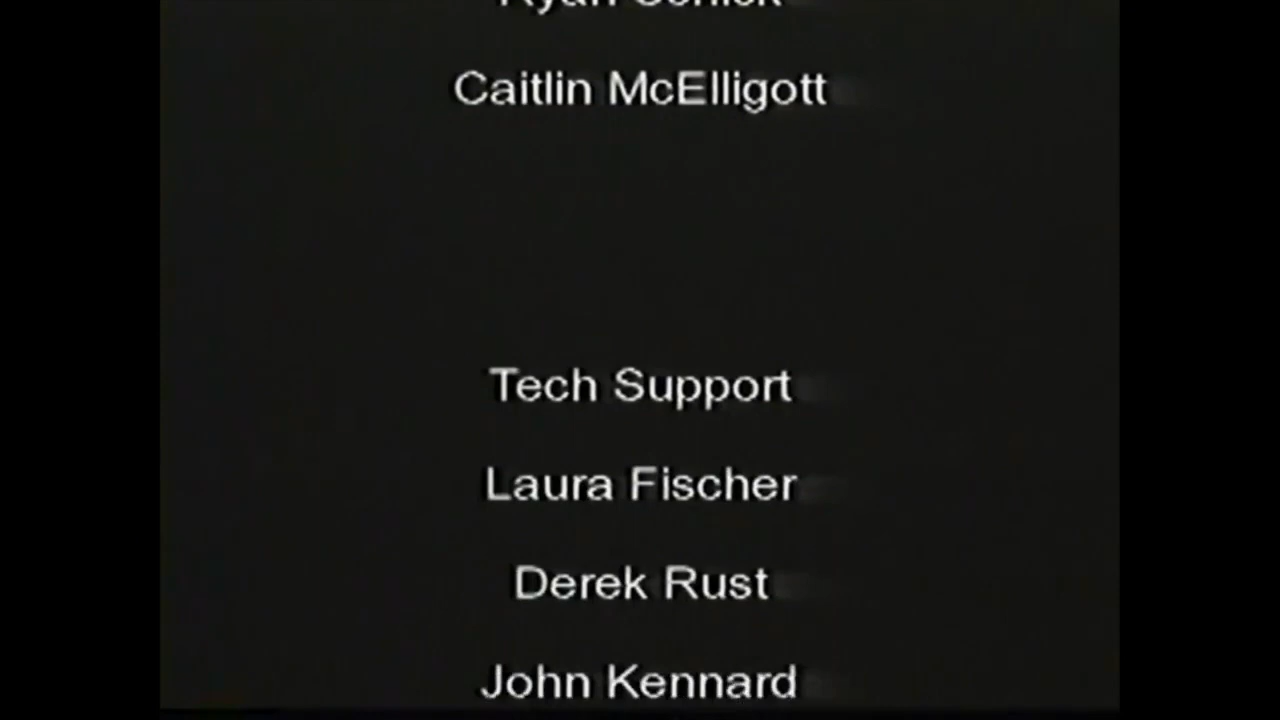 Caitlin McElligott
Tech Support
Laura Fischer
Derek Rust
John Kennard